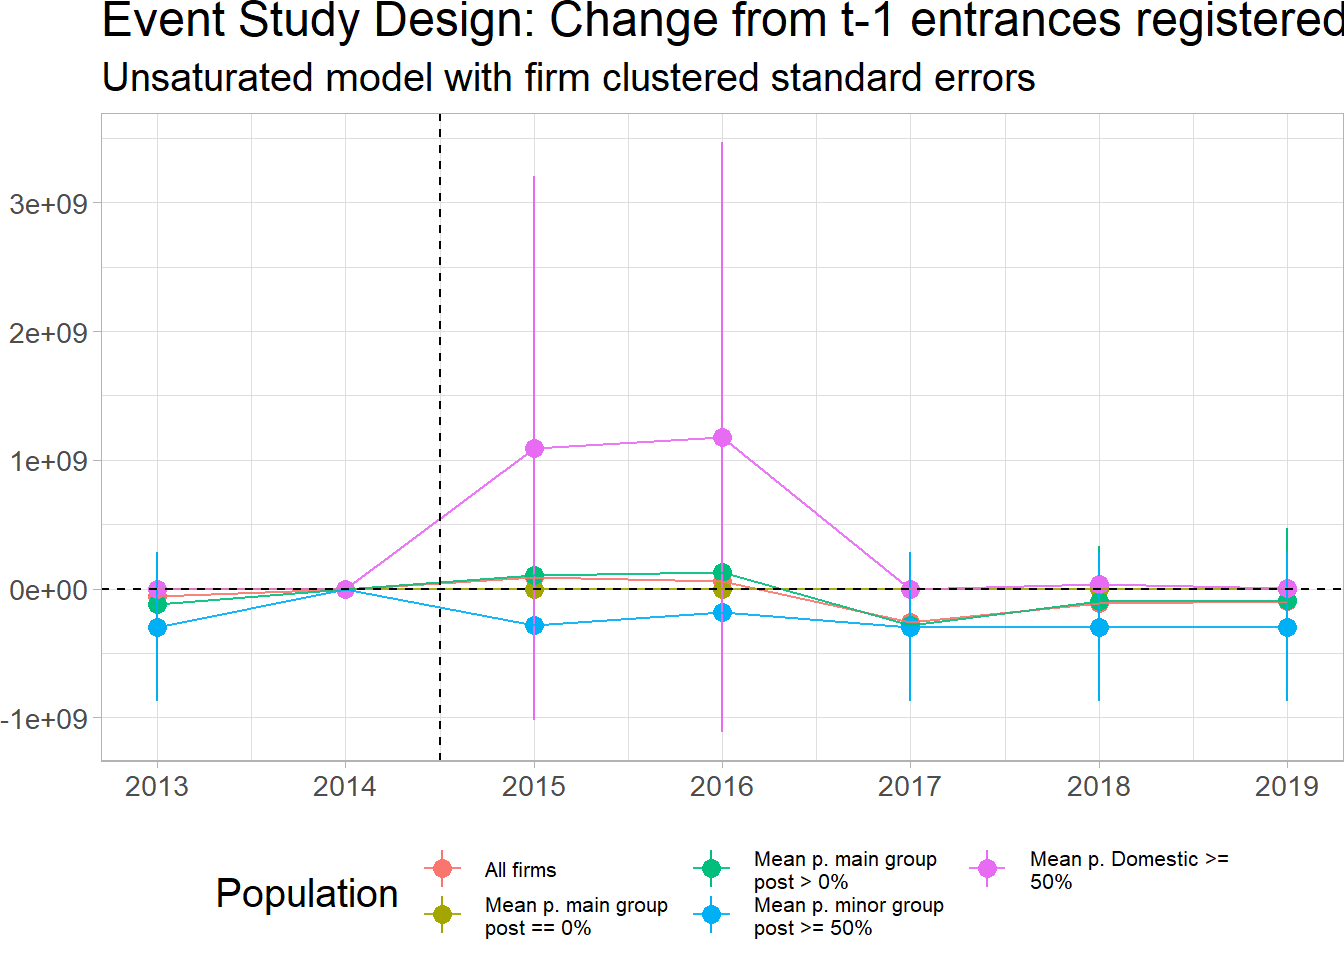 Event Study Design: Change from t-1 entrances registered
Unsaturated model with firm clustered standard errors
3e+09
2e+09
1e+09
0e+00
-1e+09
2013 2014 2015 2016 2017 2018 2019
Population
All firms
Mean p. main group
post == 0%
Mean p. main group
post > 0%
Mean p. minor group
post >= 50%
Mean p. Domestic >=
50%